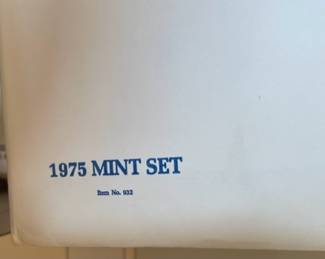 1975 MINT SET
Item No. 932